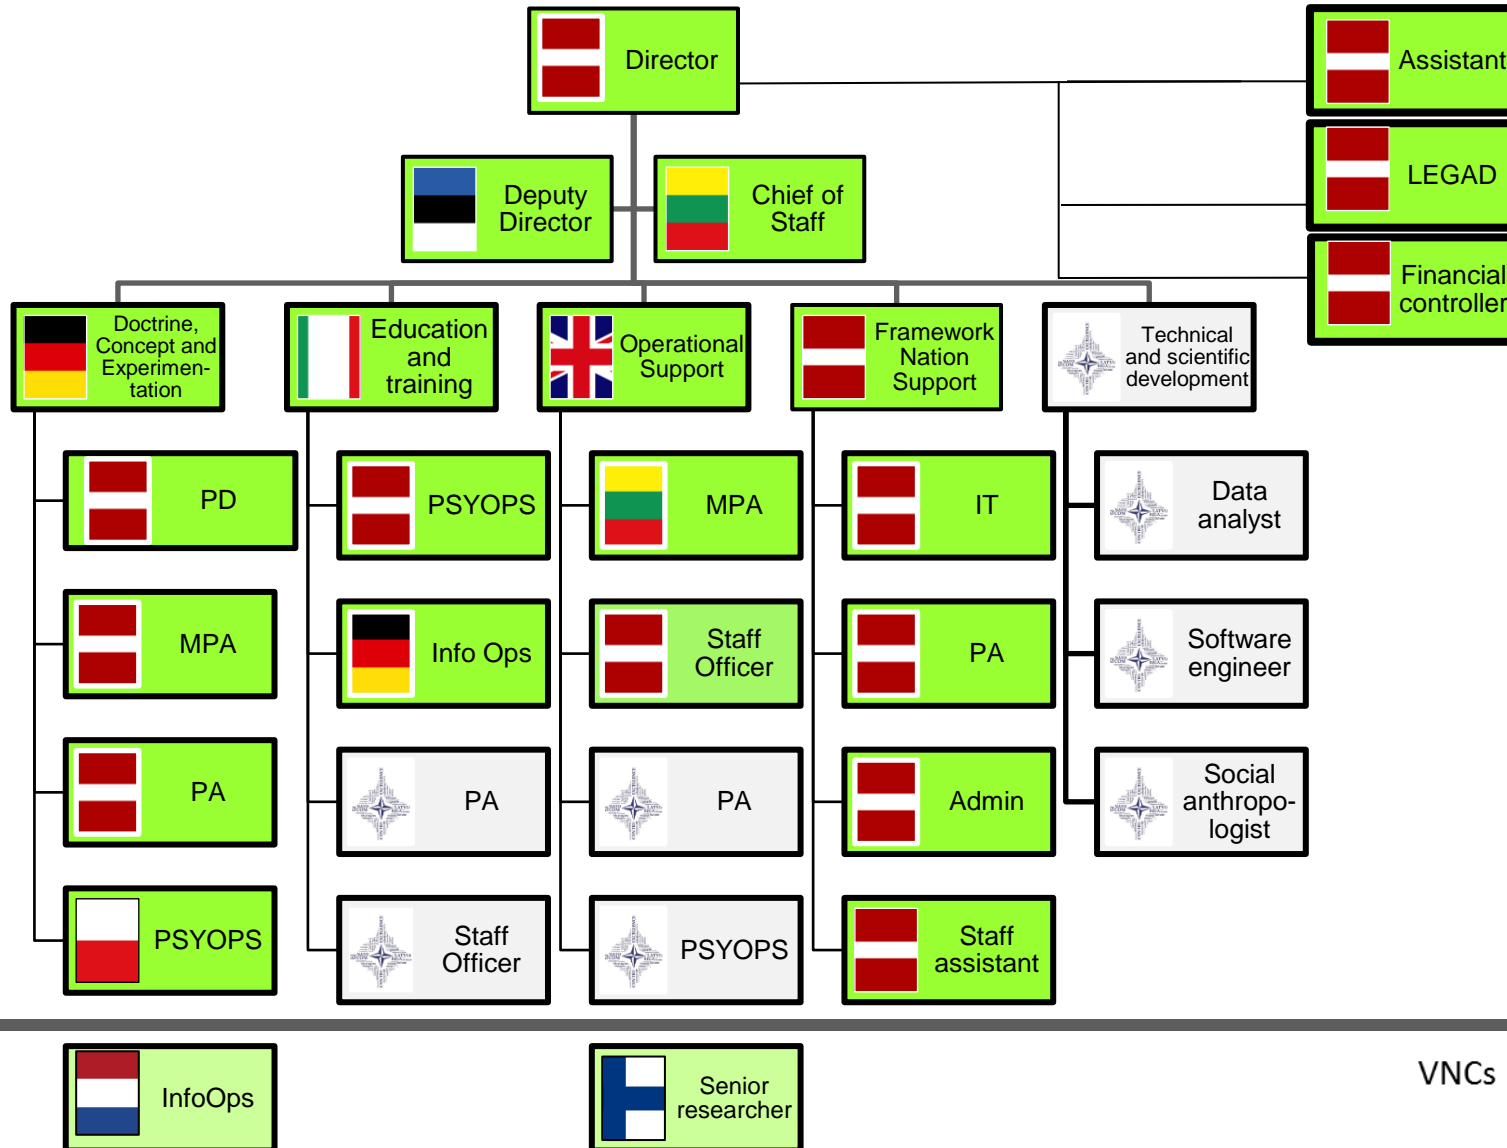 Director
Assistant
LEGAD
Financial
controller
Deputy
Director
Chief of
Staff
Doctrine,
Concept and
Experimen-
tation
Education
and
training
Operational
Support
Framework
Nation
Support
Technical
and scientific
development
PD
PSYOPS
MPA
IT
Data
analyst
MPA
Info Ops
Staff
Officer
PA
Software
engineer
PA
PA
PA
Admin
Social
anthropo-
logist
PSYOPS
Staff
Officer
PSYOPS
Staff
assistant
InfoOps
Senior
researcher
VNCs